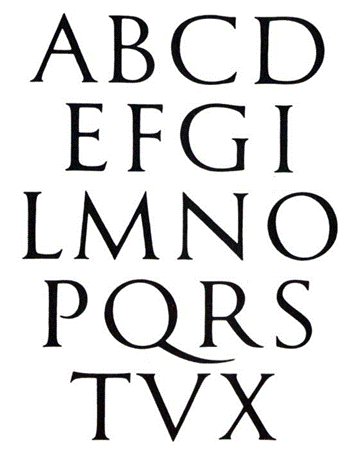 ABCD
EFGI
LMNO
PQRS
TVX